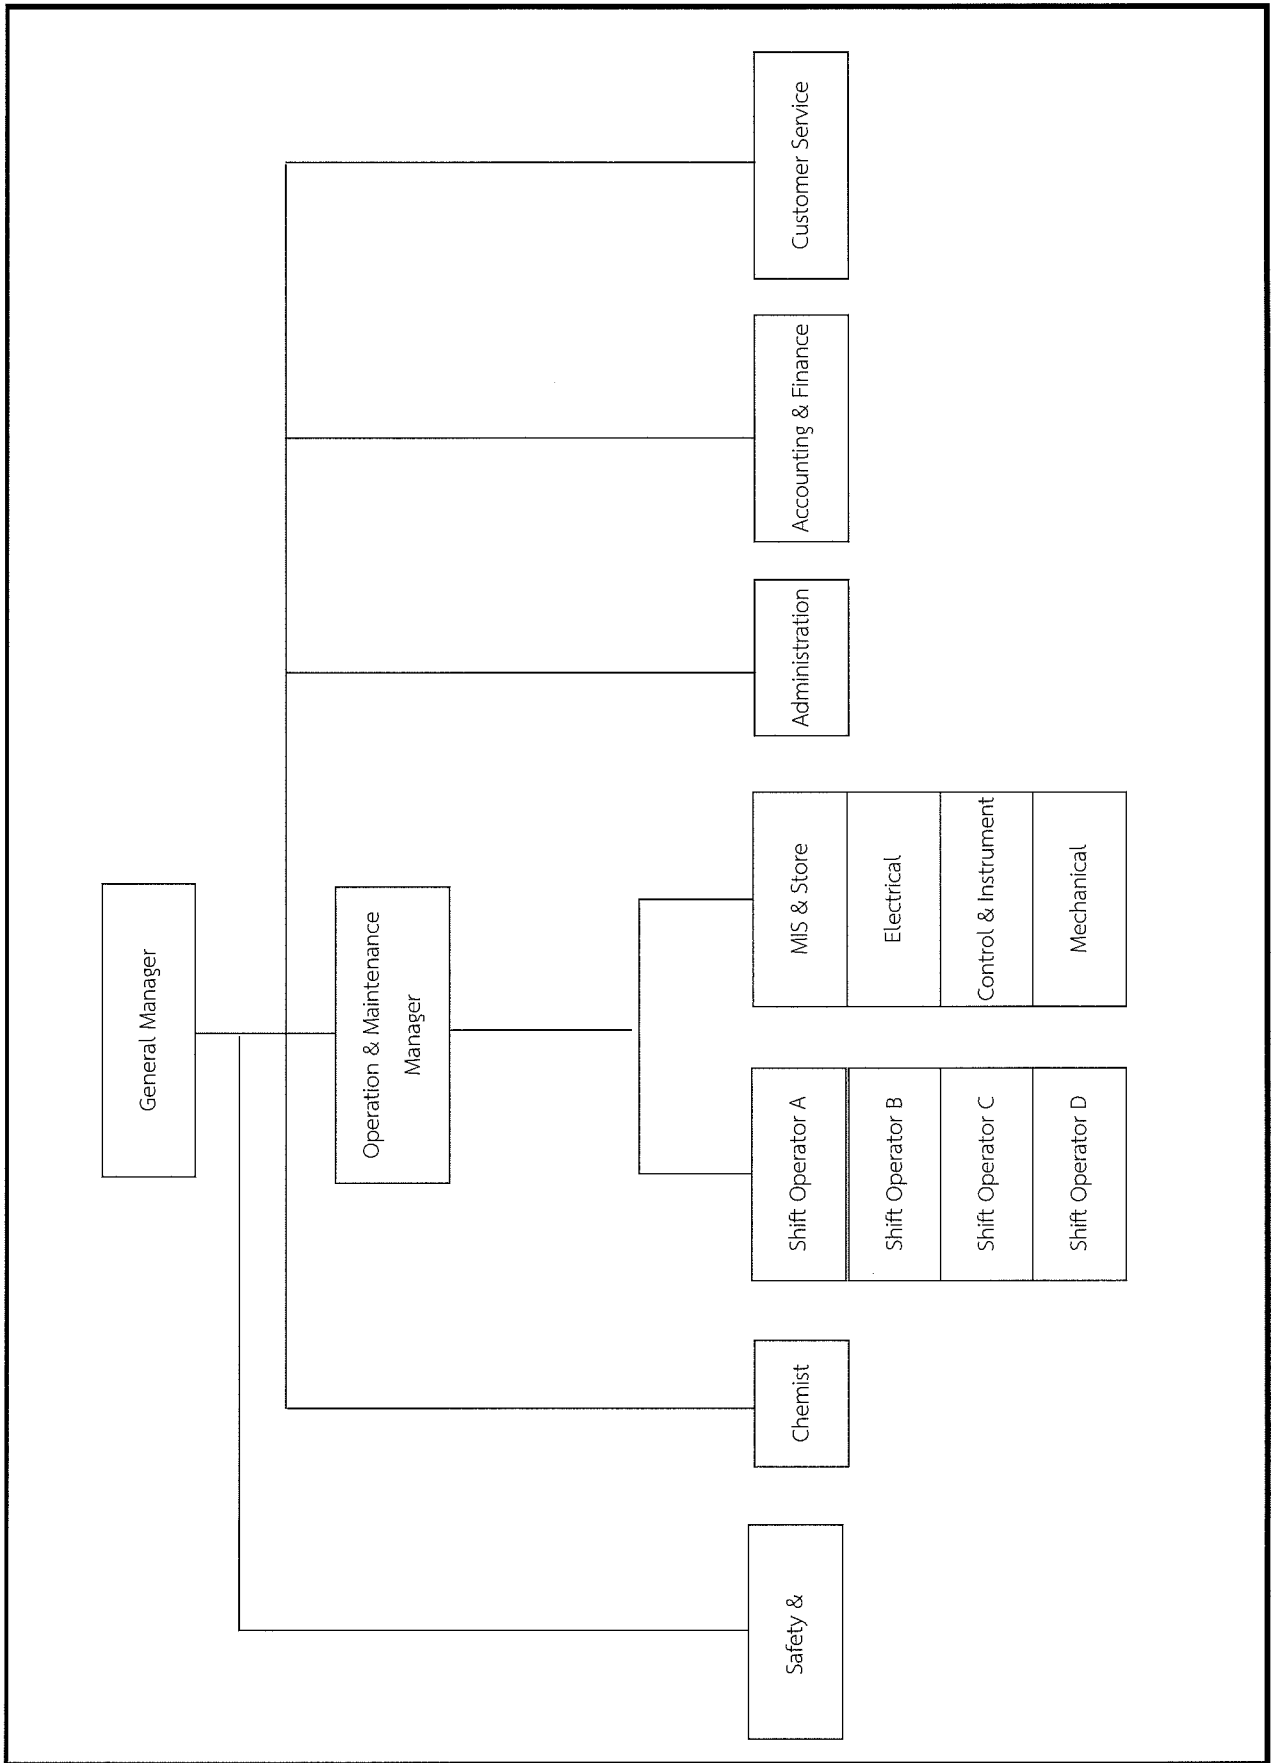 General Manager
Operation & Maintenance
Manager
Safety &
Chemist
Shift Operator A
Shift Operator B
Shift Operator C
Shift Operator D
MIS & Store
Electrical
Control & Instrument
Mechanical
Administration
Accounting & Finance
Customer Service